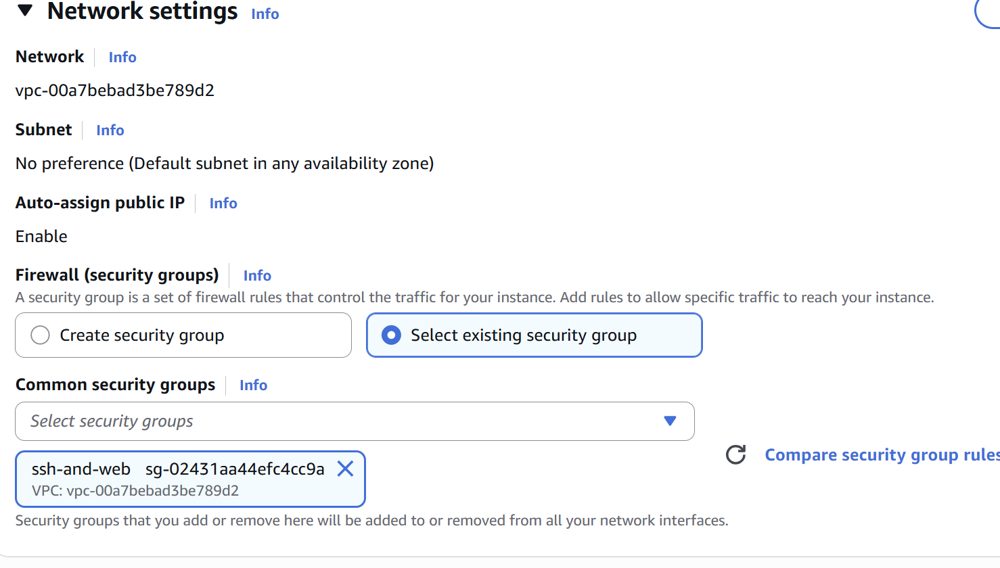 Network settings Info
Network Info
vpc-00a7bebad3be789d2
Subnet Info
No preference (Default subnet in any availability zone)
Auto-assign public IP Info
Enable
Firewall (security groups) Info
A security group is a set of firewall rules that control the traffic for your instance. Add rules to allow specific traffic to reach your instance.
Create security group Select existing security group
Common security groups Info
Select security groups
Compare security group rules
ssh-and-web sg-02431aa44efc4cc9a
VPC: vpc-00a7bebad3be789d2
Security groups that you add or remove here will be added to or removed from all your network interfaces.